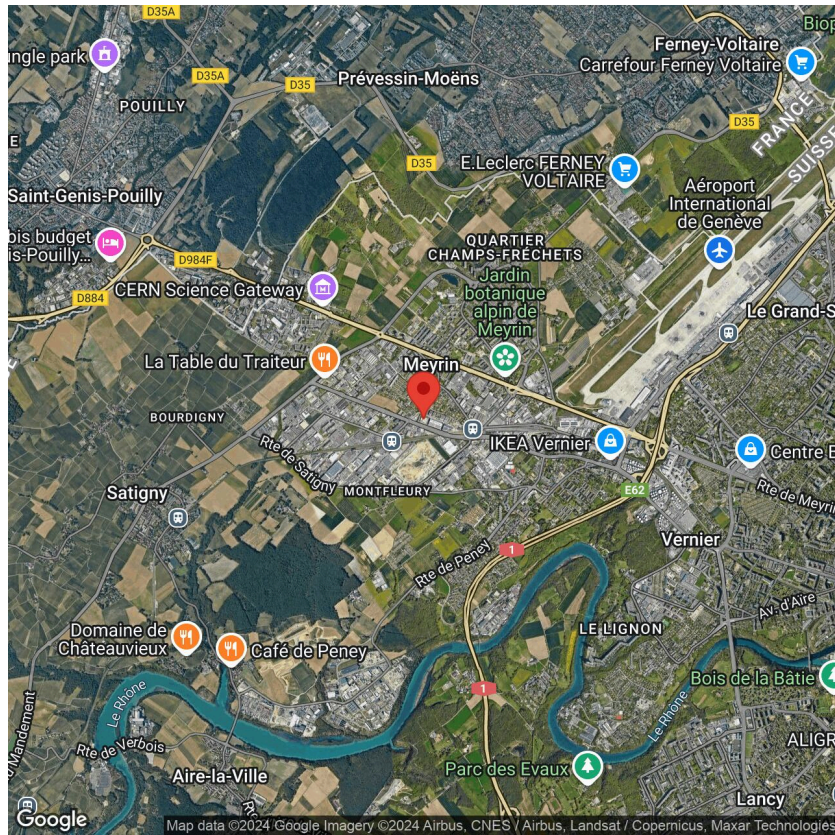 D35A
Biop
ungle park
Ferney-Voltaire
Carrefour Ferney Voltaire
D35A
D35
Prévessin-Moëns
POUILLY
D35
FRANCE
SUISS
E
D35
E.Leclerc FERNEY
VOLTAIRE
Aéroport
International
de Genève
Saint-Genis-Pouilly
bis budget
is-Pouilly...
D984F
QUARTIER
CHAMPS-FRÉCHETS
D884
CERN Science Gateway
Jardin
botanique
alpin de
Meyrin
Le Grand-S
La Table du Traiteur
Meyrin
BOURDIGNY
Rte de Satigny
IKEA Vernier
Centre B
Satigny
MONTFLEURY
E62
Rte de Meyrin
1
Vernier
Rte de Peney
Av. d'Aire
Domaine de
Châteauvieux
Café de Peney
LE LIGNON
Bois de la Bâtie
1
Le Rhône
Le Rhône
u Mandement
Rte de Verbois
ALIGR
Aire-la-Ville
Parc des Evaux
Lancy
Google
Map data ©2024 Google Imagery ©2024 Airbus, CNES / Airbus, Landsat / Copernicus, Maxar Technologies